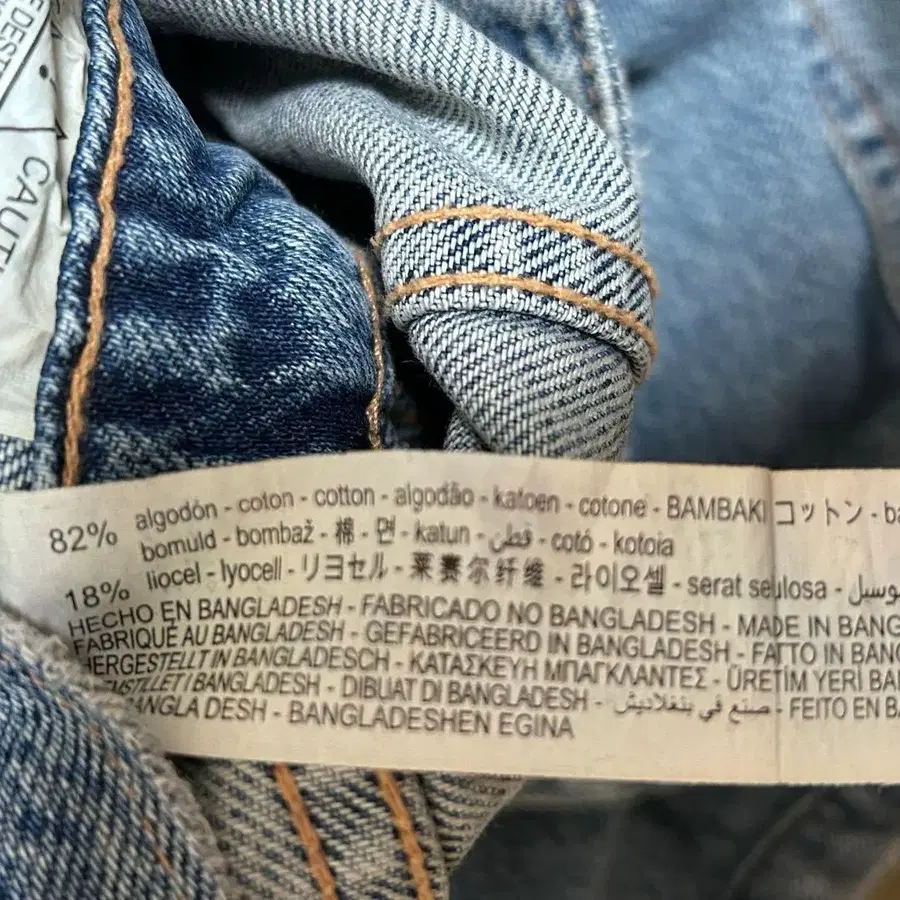 E DEST
CAUT
82% algodón - coton - cotton - algodão - katoen - cotone - BAMBAKI コットン - ba
bomuld - bombaž - 棉 - 면 - katun - قطن - cotó - kotoia
18% liocel - lyocell - リヨセル - 莱赛尔纤维 - 라이오셀 - serat selulosa -
HECHO EN BANGLADESH - FABRICADO NO BANGLADESH - MADE IN BANG
FABRIQUÉ AU BANGLADESH - GEFABRICEERD IN BANGLADESH - FATTO IN BANG
HERGESTELLT IN BANGLADESCH - ΚΑΤΑΣΚΕΥΗ ΜΠΑΓΚΛΑΝΤΕΣ - ÜRETİM YERİ BA
MSTILLET I BANGLADESH - DIBUAT DI BANGLADESH - صنع في بنغلاديش - FEITO EN B
BANGLA DESH - BANGLADESHEN EGINA